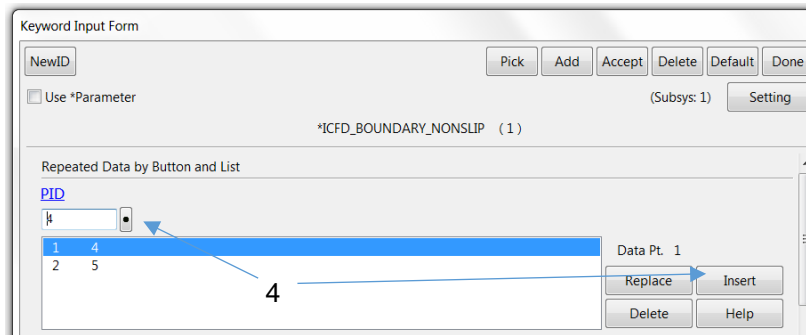 Keyword Input Form
NewID Pick Add Accept Delete Default Done
Use *Parameter (Subsys: 1) Setting
*ICFD_BOUNDARY_NONSLIP (1)
Repeated Data by Button and List
PID
4
1 4 Data Pt. 1
2 5
4 Replace Insert
Delete Help